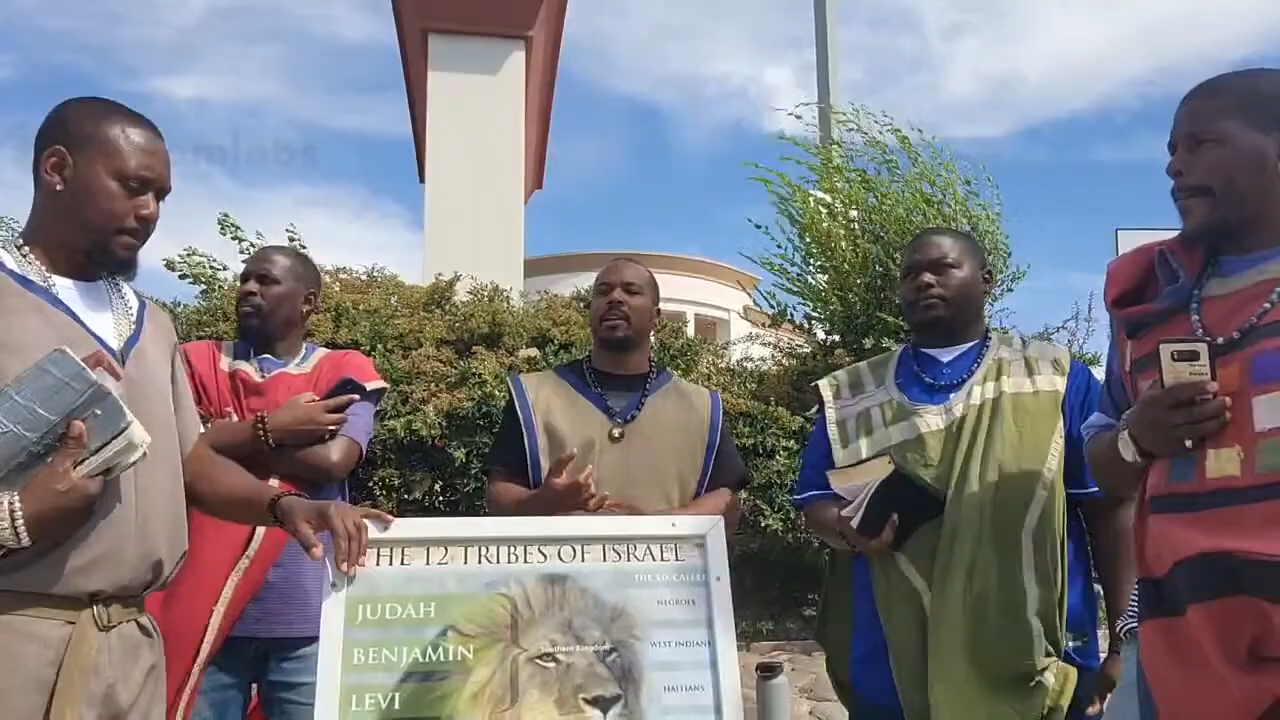 THE 12 TRIBES OF ISRAEL
THE SO-CALLED
JUDAH
NEGROES
Southern Kingdom
BENJAMIN
WEST INDIANS
LEVI
HAITIANS